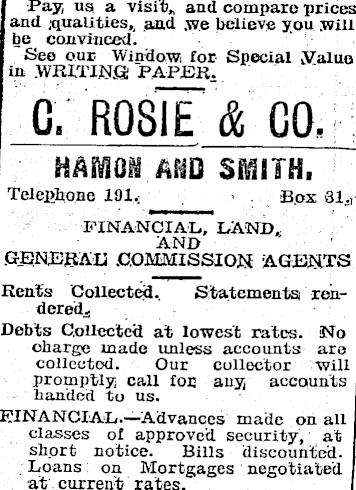 Pay us a visit, and compare prices
and qualities, and we believe you will
be convinced.
See our Window for Special Value
in WRITING PAPER.
C. ROSIE & CO.
HAMON AND SMITH.
Telephone 191. Box 31.
FINANCIAL, LAND,
AND
GENERAL COMMISSION AGENTS
Rents Collected. Statements ren-
dered.
Debts Collected at lowest rates. No
charge made unless accounts are
collected. Our collector will
promptly call for any accounts
handed to us.
FINANCIAL.—Advances made on all
classes of approved security, at
short notice. Bills discounted.
Loans on Mortgages negotiated
at current rates.